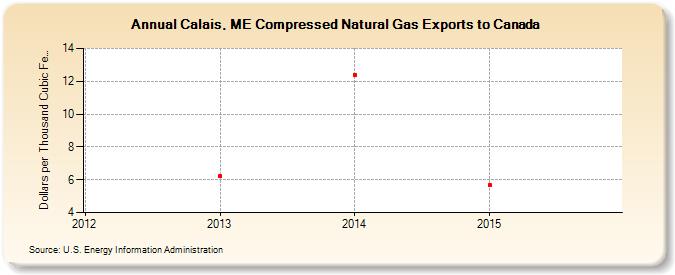 Annual Calais, ME Compressed Natural Gas Exports to Canada
Dollars per Thousand Cubic Fe...
14
12
10
8
6
4
2012 2013 2014 2015
Source: U.S. Energy Information Administration